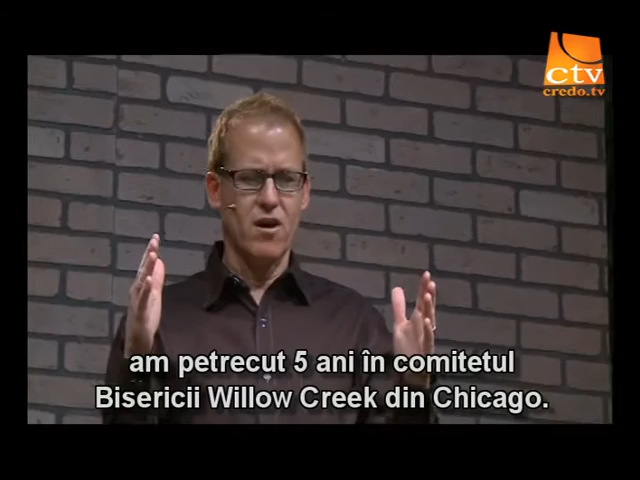 ctv
credo.tv
am petrecut 5 ani în comitetul
Bisericii Willow Creek din Chicago.